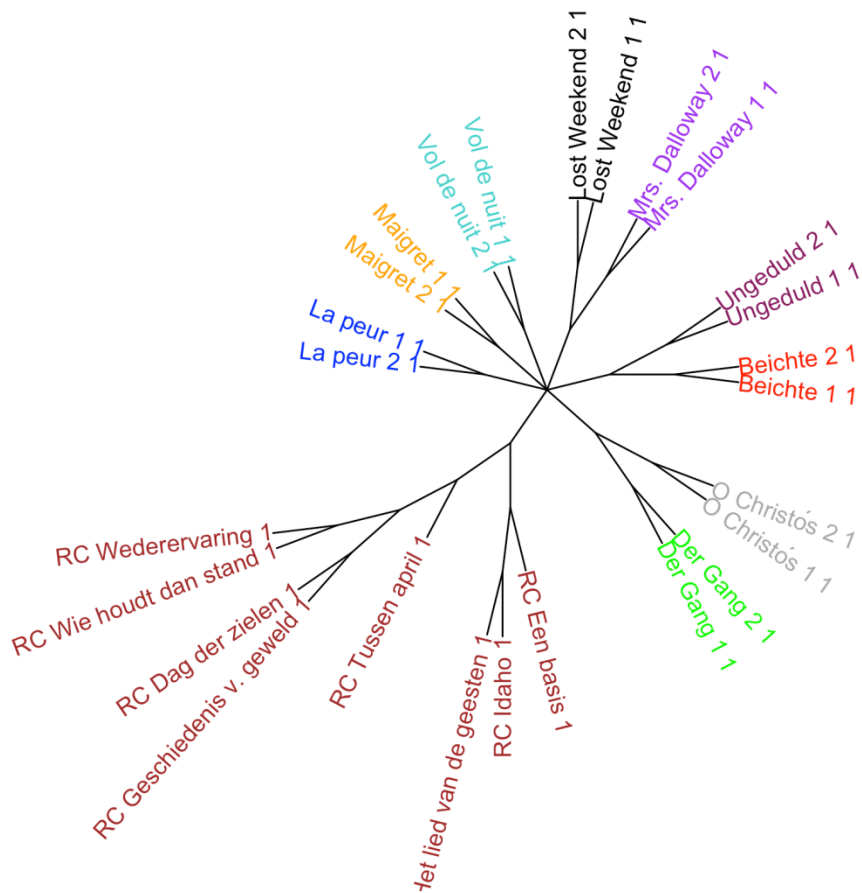 Lost Weekend 2 1
Lost Weekend 1 1
Mrs. Dalloway 2 1
Mrs. Dalloway 1 1
Vol de nuit 1 1
Vol de nuit 2 1
Maigret 1 1
Maigret 2 1
La peur 1 1
La peur 2 1
Ungeduld 2 1
Ungeduld 1 1
Beichte 2 1
Beichte 1 1
O Christós 2 1
O Christós 1 1
Der Gang 2 1
Der Gang 1 1
RC Wederervaring 1
RC Wie houdt dan stand 1
RC Dag der zielen 1
RC Geschiedenis v. geweld 1
RC Tussen april 1
Het lied van de geesten 1
RC Idaho 1
RC Een basis 1